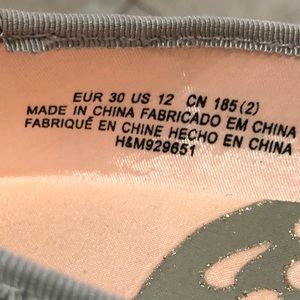 EUR 30 US 12 CN 185(2)
MADE IN CHINA FABRICADO EM CHINA
FABRIQUÉ EN CHINE HECHO EN CHINA
H&M929651